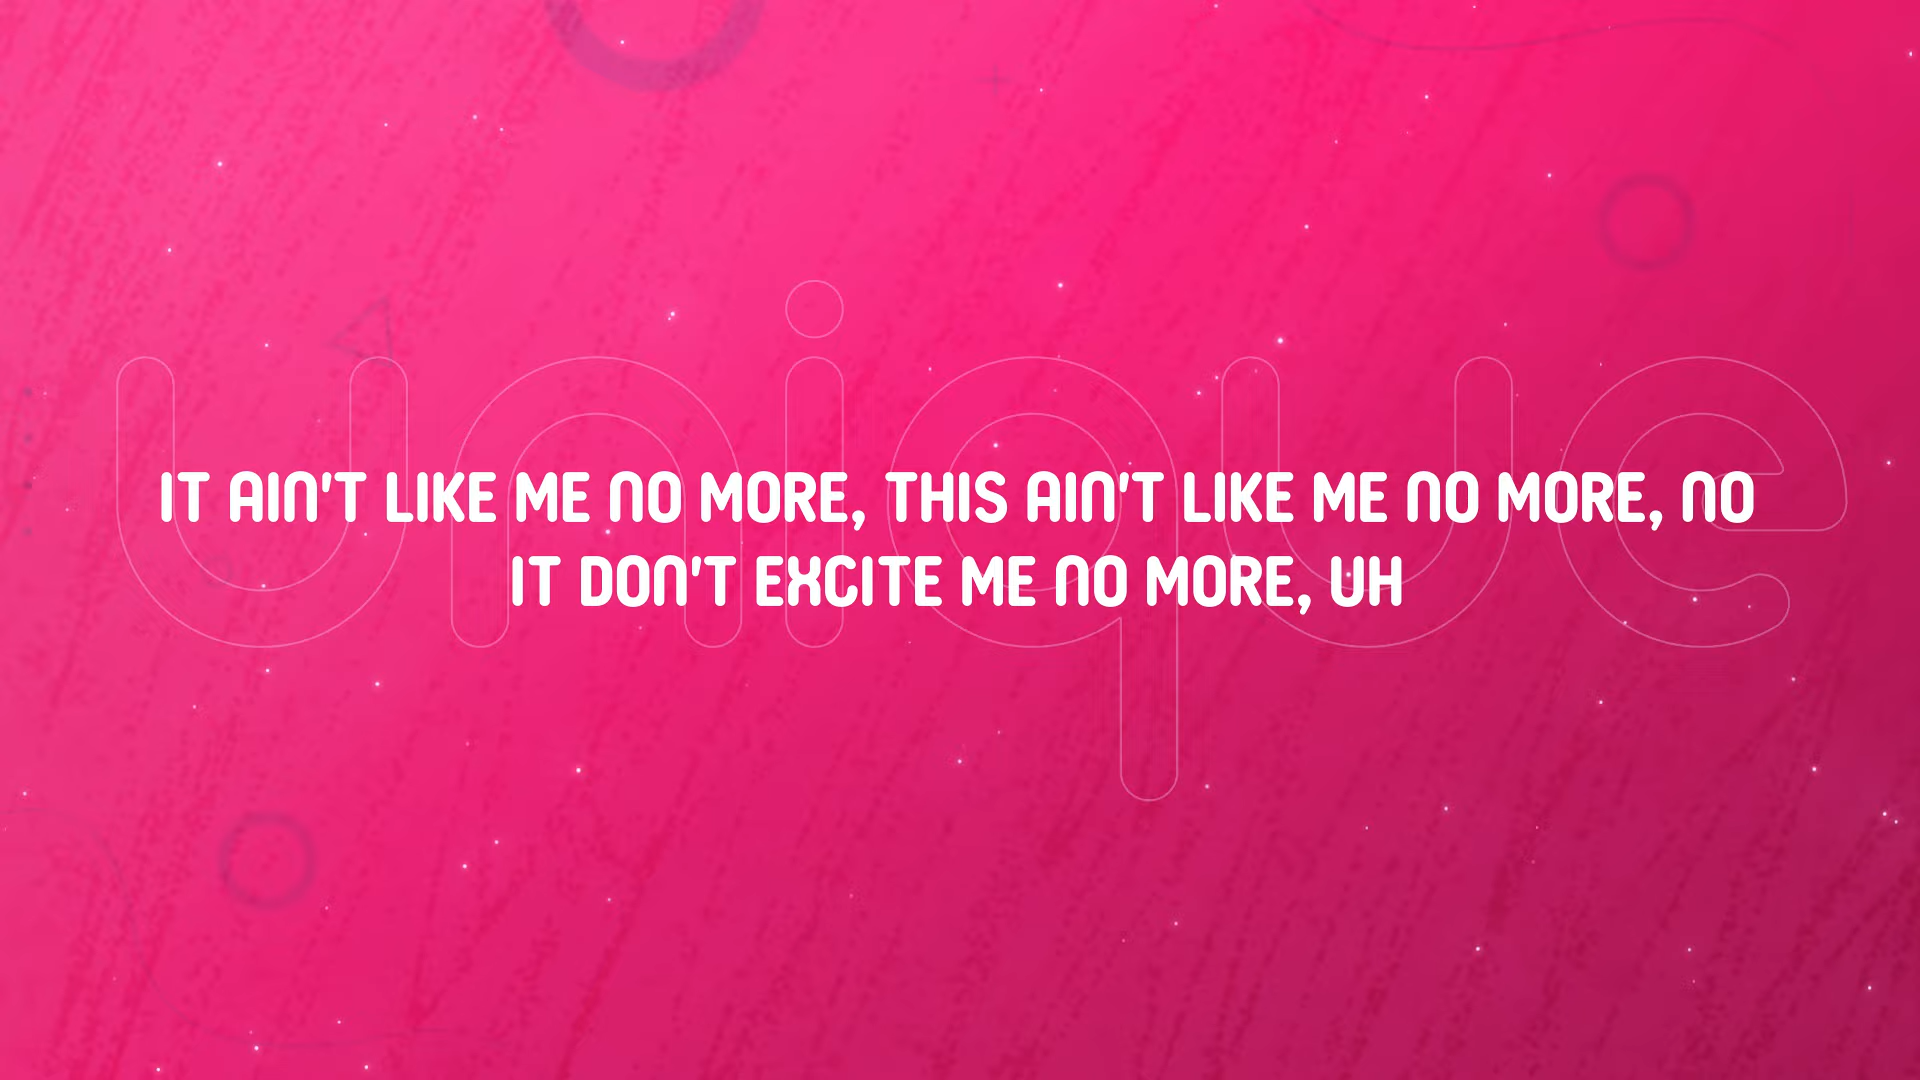 unique
IT AIN'T LIKE ME NO MORE, THIS AIN'T LIKE ME NO MORE, NO
IT DON'T EXCITE ME NO MORE, UH